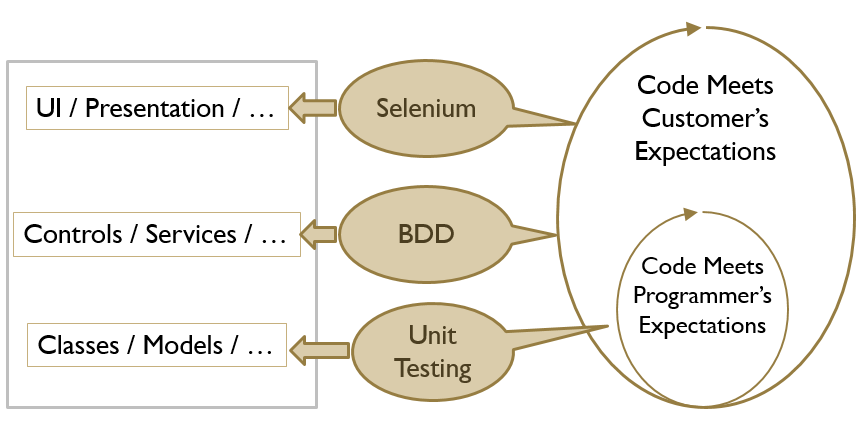 UI / Presentation / …
Selenium
Code Meets
Customer’s
Expectations
Controls / Services / …
BDD
Code Meets
Programmer’s
Expectations
Classes / Models / …
Unit
Testing